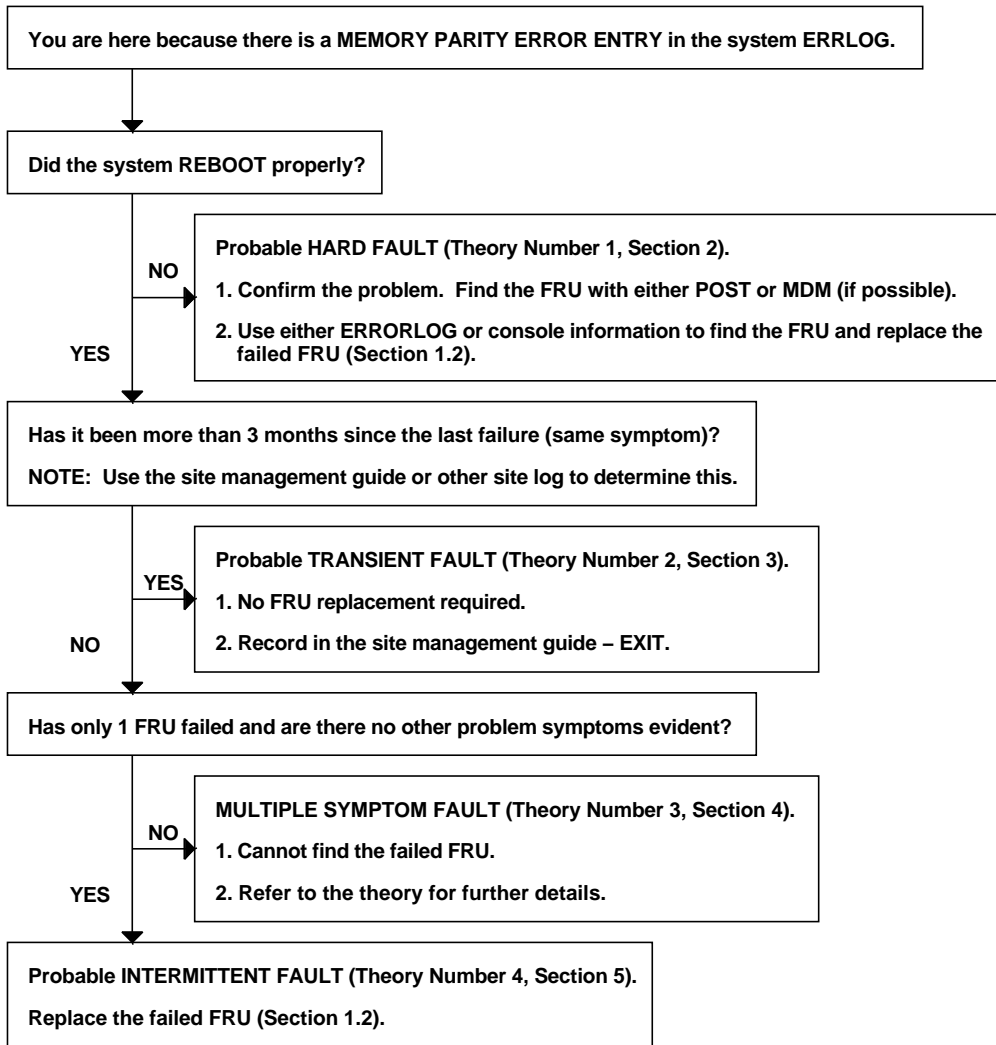 You are here because there is a MEMORY PARITY ERROR ENTRY in the system ERRLOG.
Did the system REBOOT properly?
NO
Probable HARD FAULT (Theory Number 1, Section 2).
1. Confirm the problem. Find the FRU with either POST or MDM (if possible).
2. Use either ERRORLOG or console information to find the FRU and replace the
failed FRU (Section 1.2).
YES
Has it been more than 3 months since the last failure (same symptom)?
NOTE: Use the site management guide or other site log to determine this.
YES
Probable TRANSIENT FAULT (Theory Number 2, Section 3).
1. No FRU replacement required.
2. Record in the site management guide – EXIT.
NO
Has only 1 FRU failed and are there no other problem symptoms evident?
NO
MULTIPLE SYMPTOM FAULT (Theory Number 3, Section 4).
1. Cannot find the failed FRU.
2. Refer to the theory for further details.
YES
Probable INTERMITTENT FAULT (Theory Number 4, Section 5).
Replace the failed FRU (Section 1.2).